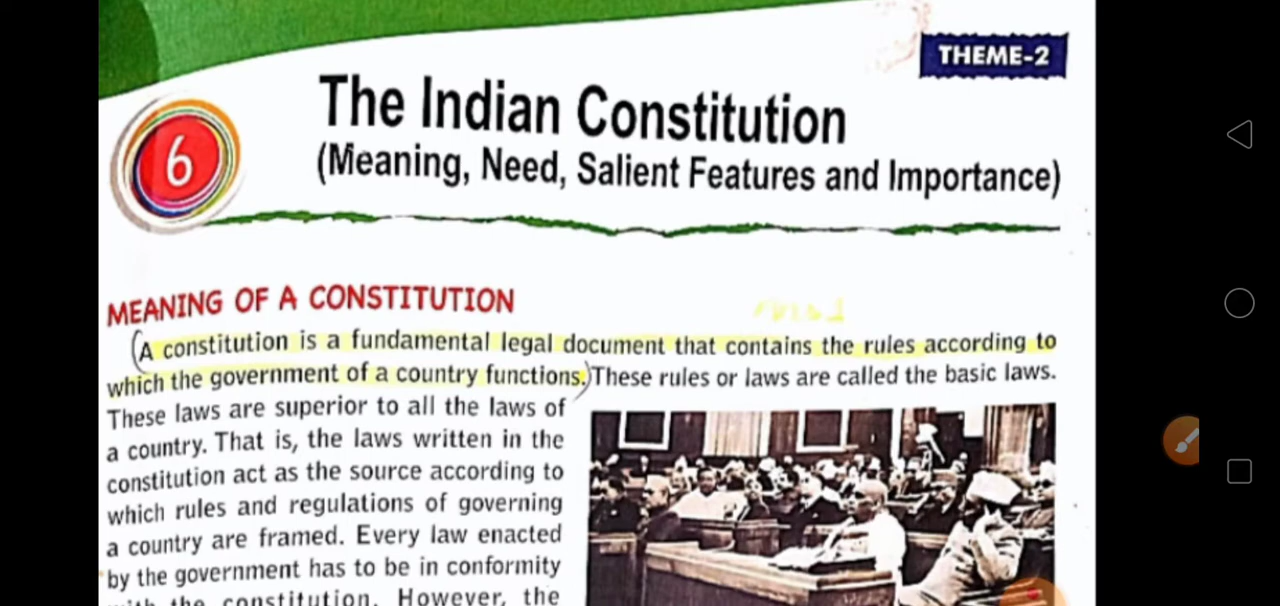 THEME-2
6
The Indian Constitution
(Meaning, Need, Salient Features and Importance)
MEANING OF A CONSTITUTION
(A constitution is a fundamental legal document that contains the rules according to
which the government of a country functions.) These rules or laws are called the basic laws.
These laws are superior to all the laws of
a country. That is, the laws written in the
constitution act as the source according to
which rules and regulations of governing
a country are framed. Every law enacted
by the government has to be in conformity
with the constitution. However, the